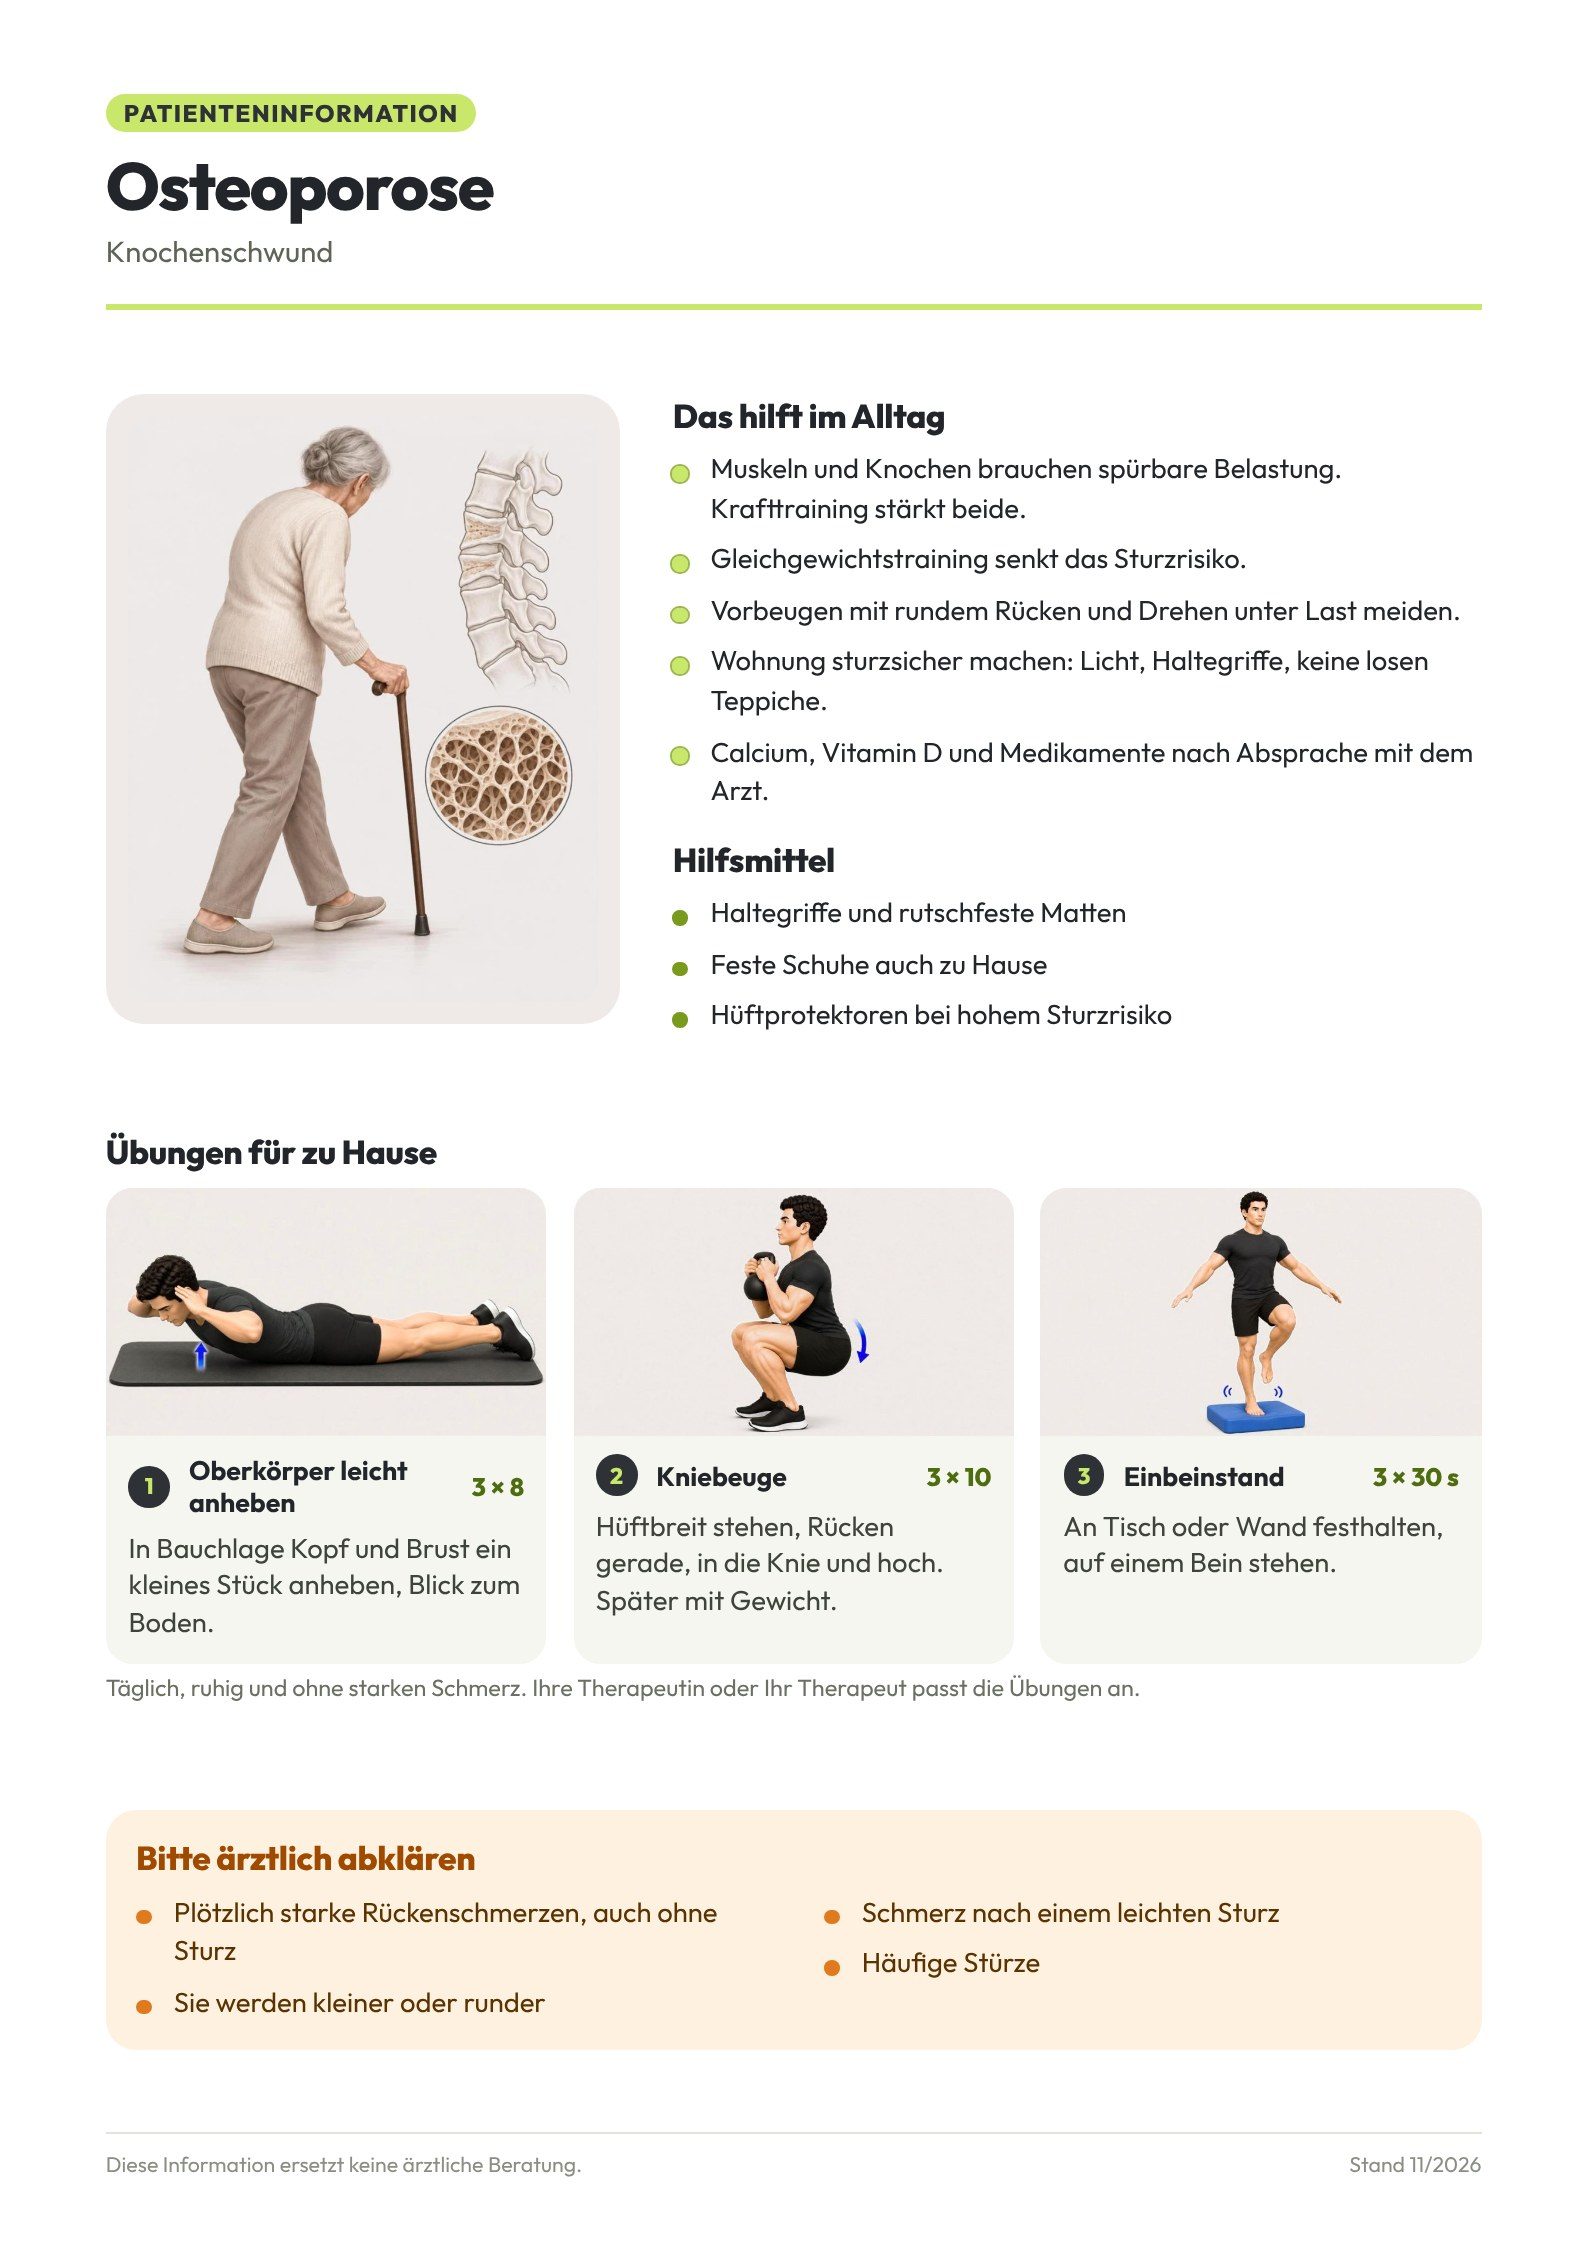 PATIENTENINFORMATION
Osteoporose
Knochenschwund
Das hilft im Alltag
Muskeln und Knochen brauchen spürbare Belastung.
Krafttraining stärkt beide.
Gleichgewichtstraining senkt das Sturzrisiko.
Vorbeugen mit rundem Rücken und Drehen unter Last meiden.
Wohnung sturzsicher machen: Licht, Haltegriffe, keine losen
Teppiche.
Calcium, Vitamin D und Medikamente nach Absprache mit dem
Arzt.
Hilfsmittel
Haltegriffe und rutschfeste Matten
Feste Schuhe auch zu Hause
Hüftprotektoren bei hohem Sturzrisiko
Übungen für zu Hause
1 Oberkörper leicht
anheben 3 × 8
In Bauchlage Kopf und Brust ein
kleines Stück anheben, Blick zum
Boden.
2 Kniebeuge 3 × 10
Hüftbreit stehen, Rücken
gerade, in die Knie und hoch.
Später mit Gewicht.
3 Einbeinstand 3 × 30 s
An Tisch oder Wand festhalten,
auf einem Bein stehen.
Täglich, ruhig und ohne starken Schmerz. Ihre Therapeutin oder Ihr Therapeut passt die Übungen an.
Bitte ärztlich abklären
Plötzlich starke Rückenschmerzen, auch ohne
Sturz
Sie werden kleiner oder runder
Schmerz nach einem leichten Sturz
Häufige Stürze
Diese Information ersetzt keine ärztliche Beratung.
Stand 11/2026